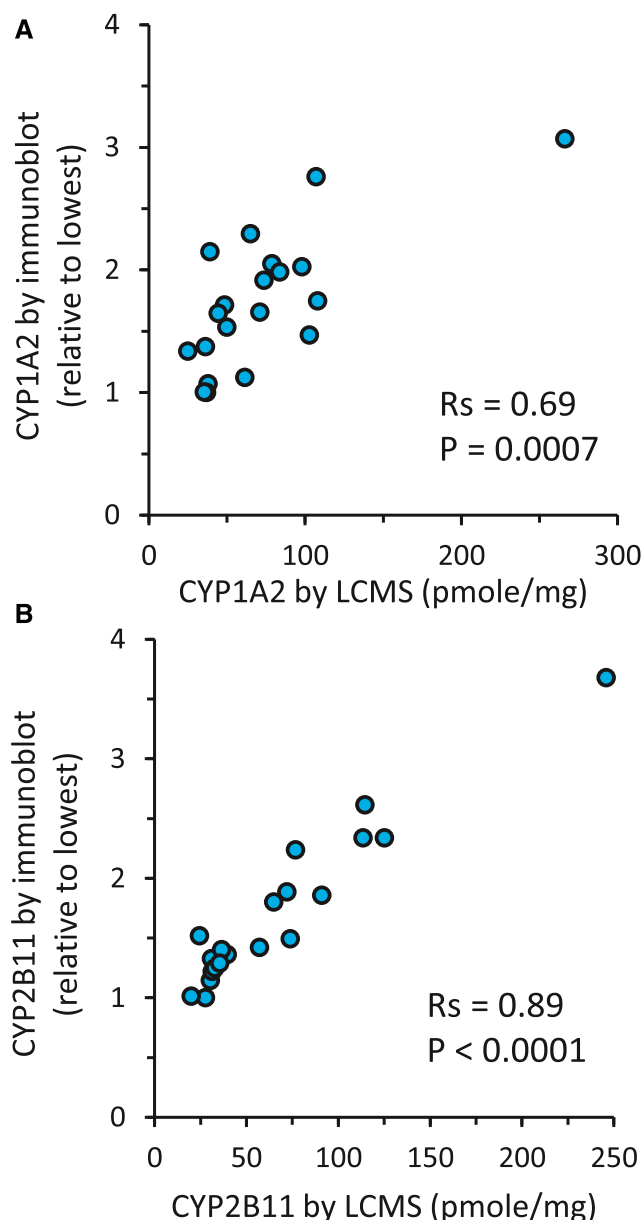 A
4
3
2
1
0
CYP1A2 by immunoblot
(relative to lowest)
Rs = 0.69
P = 0.0007
0 100 200 300
CYP1A2 by LCMS (pmole/mg)
B
4
3
2
1
0
CYP2B11 by immunoblot
(relative to lowest)
Rs = 0.89
P < 0.0001
0 50 100 150 200 250
CYP2B11 by LCMS (pmole/mg)